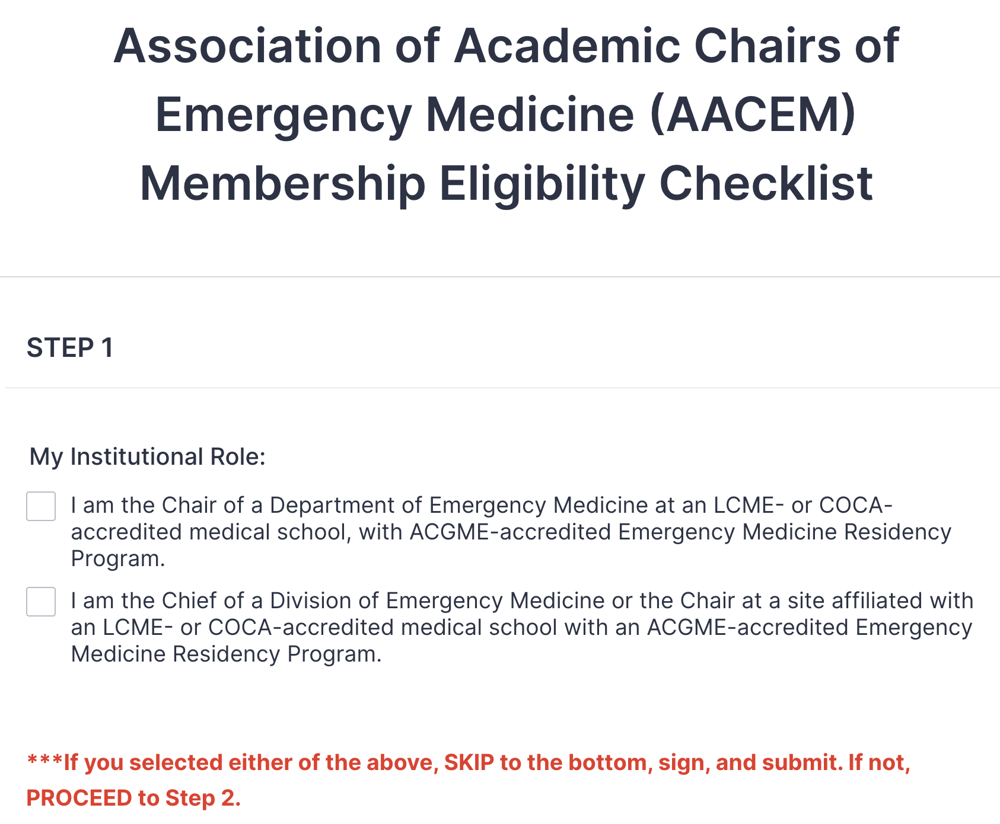 Association of Academic Chairs of
Emergency Medicine (AACEM)
Membership Eligibility Checklist
STEP 1
My Institutional Role:
I am the Chair of a Department of Emergency Medicine at an LCME- or COCA-
accredited medical school, with ACGME-accredited Emergency Medicine Residency
Program.
I am the Chief of a Division of Emergency Medicine or the Chair at a site affiliated with
an LCME- or COCA-accredited medical school with an ACGME-accredited Emergency
Medicine Residency Program.
***If you selected either of the above, SKIP to the bottom, sign, and submit. If not,
PROCEED to Step 2.